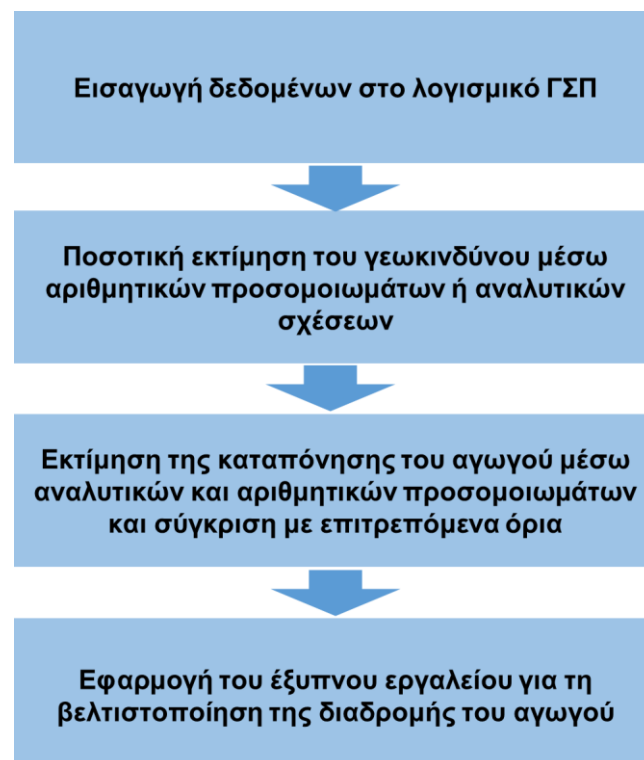 Εισαγωγή δεδομένων στο λογισμικό ΓΣΠ
Ποσοτική εκτίμηση του γεωκινδύνου μέσω
αριθμητικών προσομοιωμάτων ή αναλυτικών
σχέσεων
Εκτίμηση της καταπόνησης του αγωγού μέσω
αναλυτικών και αριθμητικών προσομοιωμάτων
και σύγκριση με επιτρεπόμενα όρια
Εφαρμογή του έξυπνου εργαλείου για τη
βελτιστοποίηση της διαδρομής του αγωγού